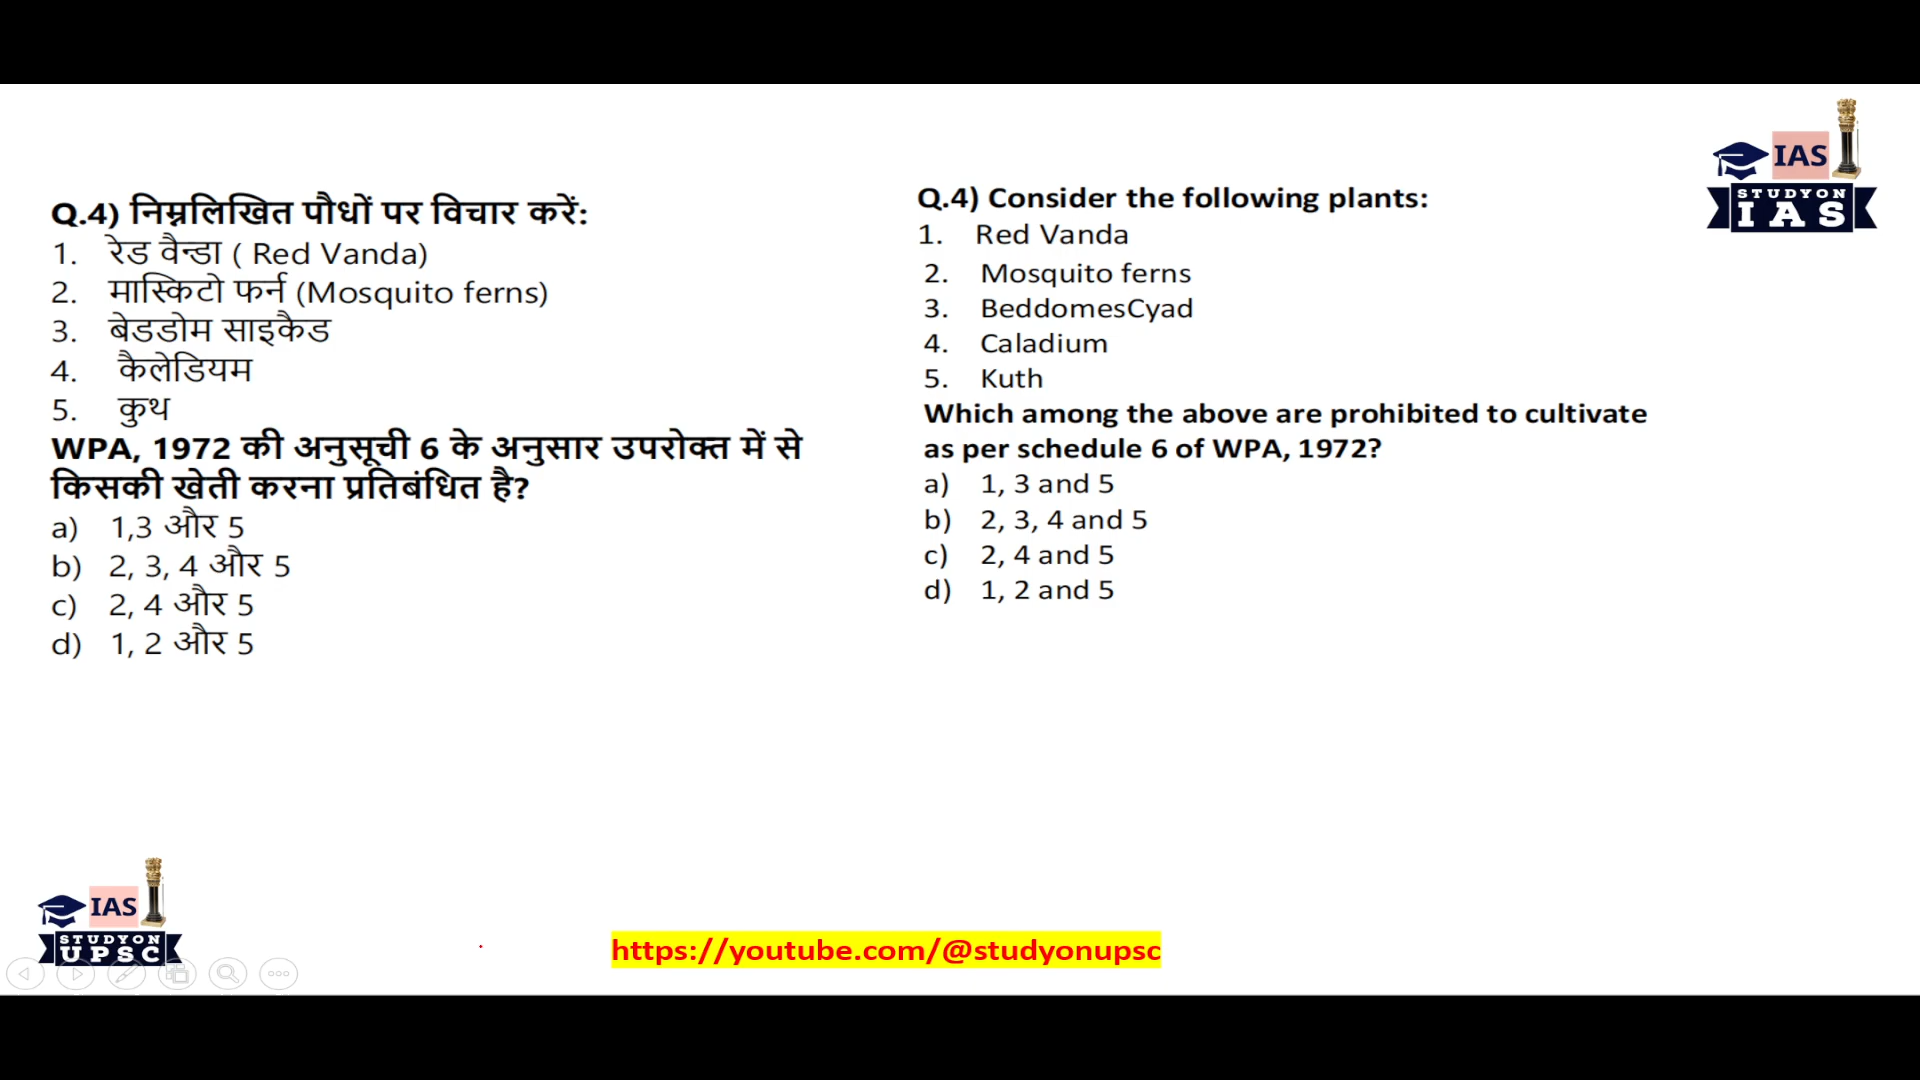 IAS
STUDYON
IAS
Q.4) निम्नलिखित पौधों पर विचार करें:
1. रेड वैन्डा ( Red Vanda)
2. मास्किटो फर्न (Mosquito ferns)
3. बेडडोम साइकैड
4. कैलेडियम
5. कुथ
WPA, 1972 की अनुसूची 6 के अनुसार उपरोक्त में से
किसकी खेती करना प्रतिबंधित है?
a) 1,3 और 5
b) 2, 3, 4 और 5
c) 2, 4 और 5
d) 1, 2 और 5
Q.4) Consider the following plants:
1. Red Vanda
2. Mosquito ferns
3. BeddomesCyad
4. Caladium
5. Kuth
Which among the above are prohibited to cultivate
as per schedule 6 of WPA, 1972?
a) 1, 3 and 5
b) 2, 3, 4 and 5
c) 2, 4 and 5
d) 1, 2 and 5
IAS
STUDYON
UPSC
https://youtube.com/@studyonupsc